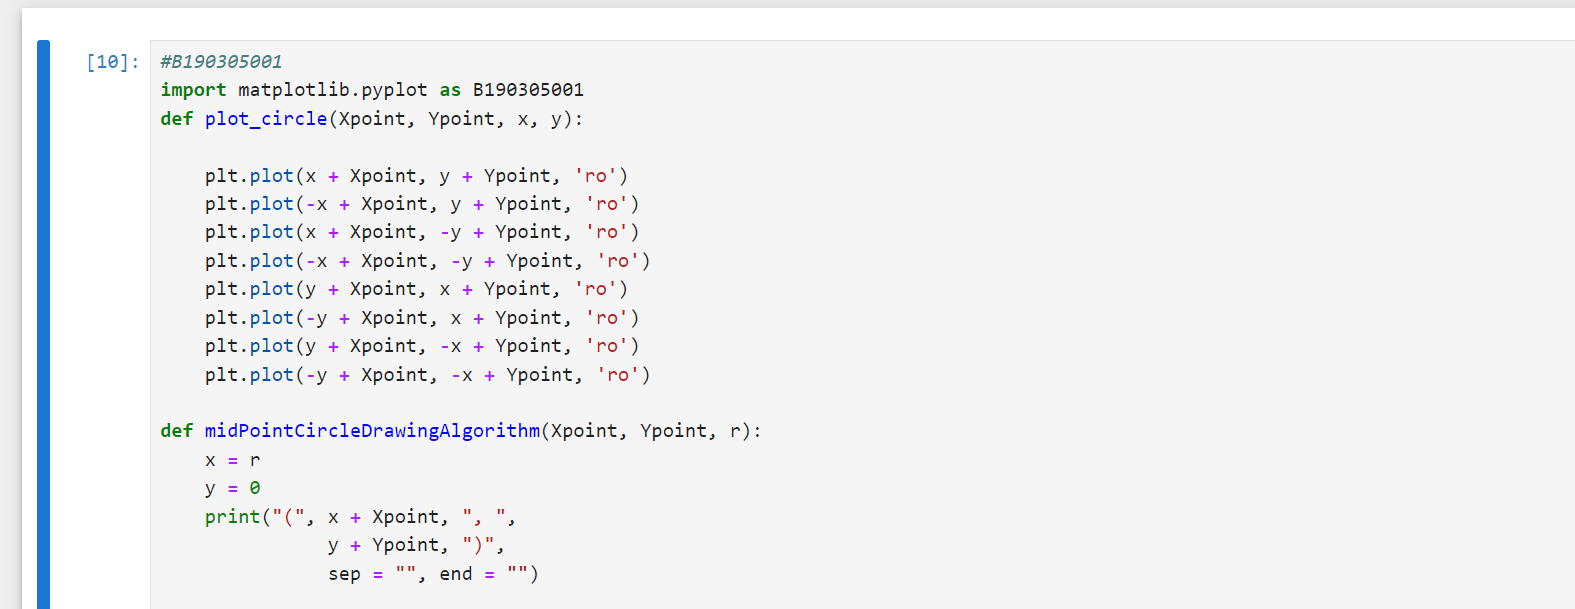 [10]: #B190305001
import matplotlib.pyplot as B190305001
def plot_circle(Xpoint, Ypoint, x, y):
    plt.plot(x + Xpoint, y + Ypoint, 'ro')
    plt.plot(-x + Xpoint, y + Ypoint, 'ro')
    plt.plot(x + Xpoint, -y + Ypoint, 'ro')
    plt.plot(-x + Xpoint, -y + Ypoint, 'ro')
    plt.plot(y + Xpoint, x + Ypoint, 'ro')
    plt.plot(-y + Xpoint, x + Ypoint, 'ro')
    plt.plot(y + Xpoint, -x + Ypoint, 'ro')
    plt.plot(-y + Xpoint, -x + Ypoint, 'ro')
def midPointCircleDrawingAlgorithm(Xpoint, Ypoint, r):
    x = r
    y = 0
    print("(", x + Xpoint, ", ",
               y + Ypoint, ")",
               sep = "", end = "")